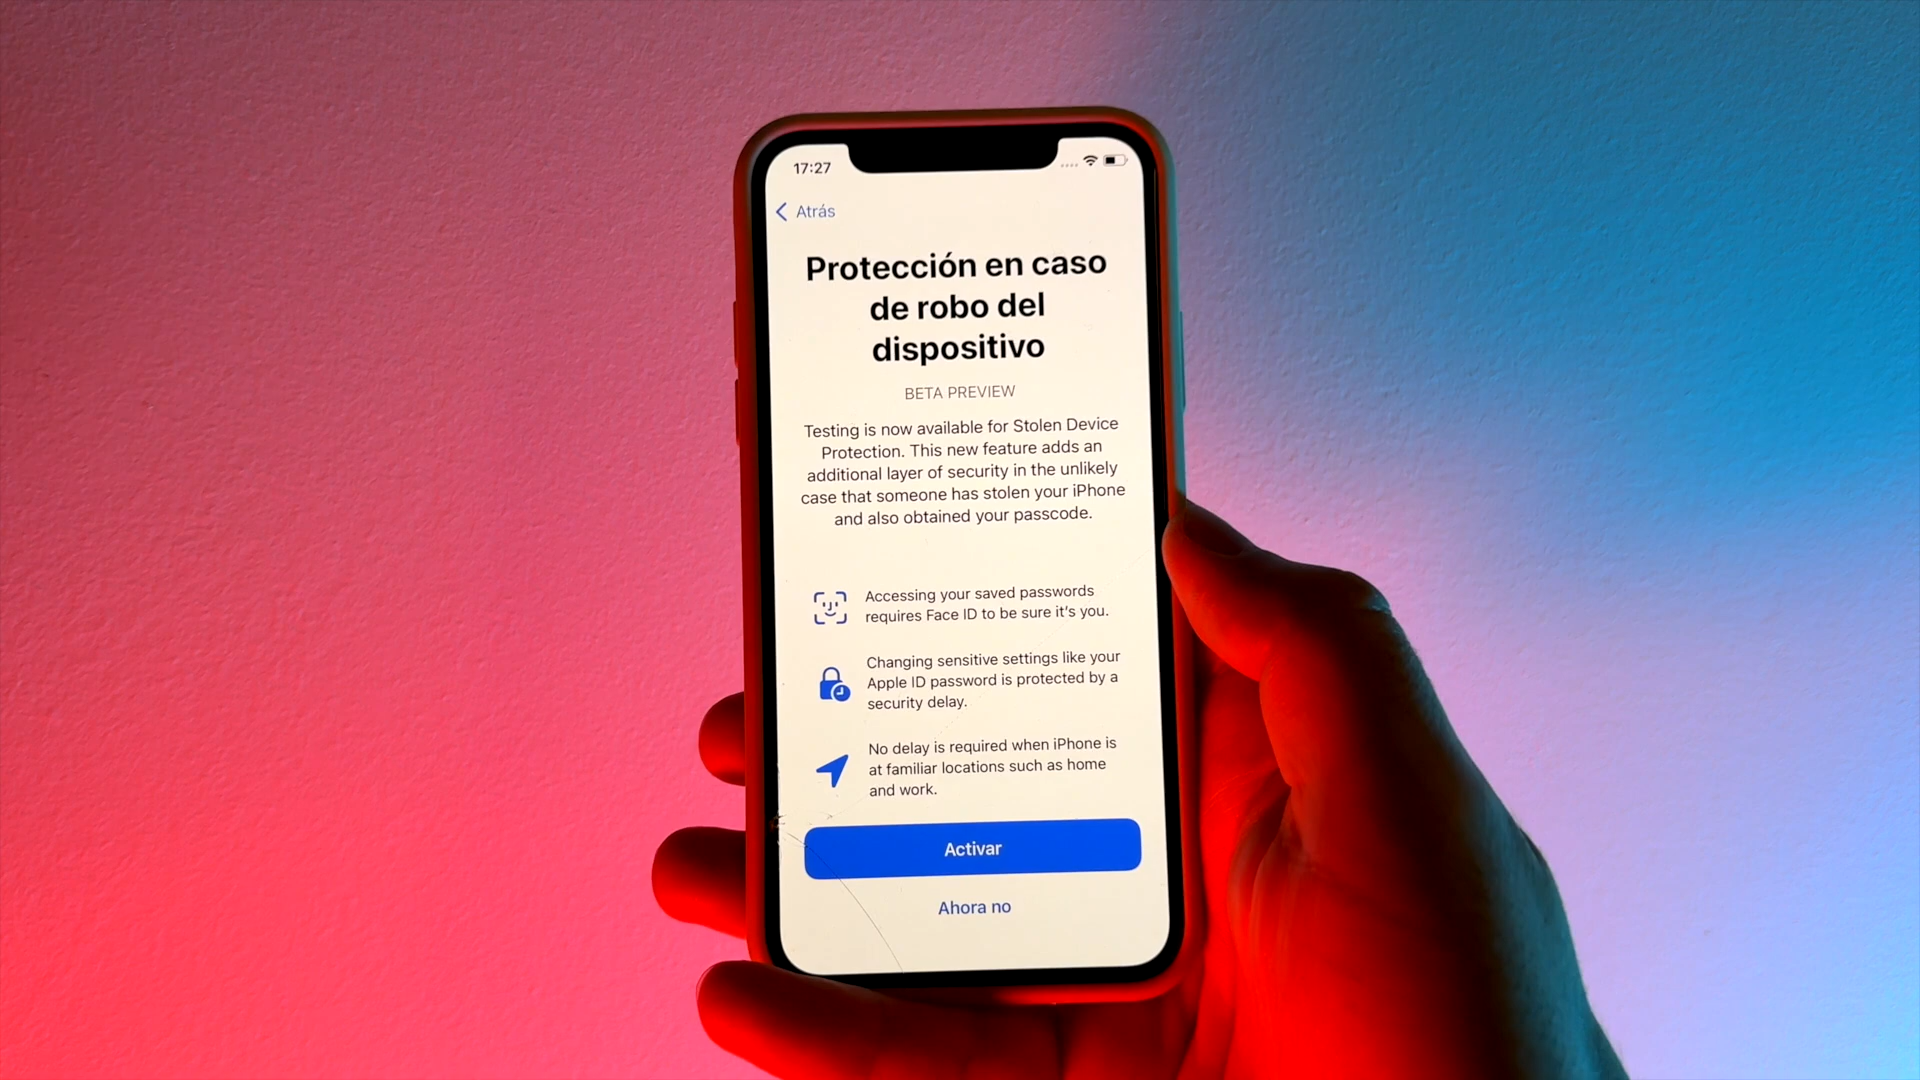 17:27
Atrás
Protección en caso
de robo del
dispositivo
BETA PREVIEW
Testing is now available for Stolen Device
Protection. This new feature adds an
additional layer of security in the unlikely
case that someone has stolen your iPhone
and also obtained your passcode.
Accessing your saved passwords
requires Face ID to be sure it's you.
Changing sensitive settings like your
Apple ID password is protected by a
security delay.
No delay is required when iPhone is
at familiar locations such as home
and work.
Activar
Ahora no